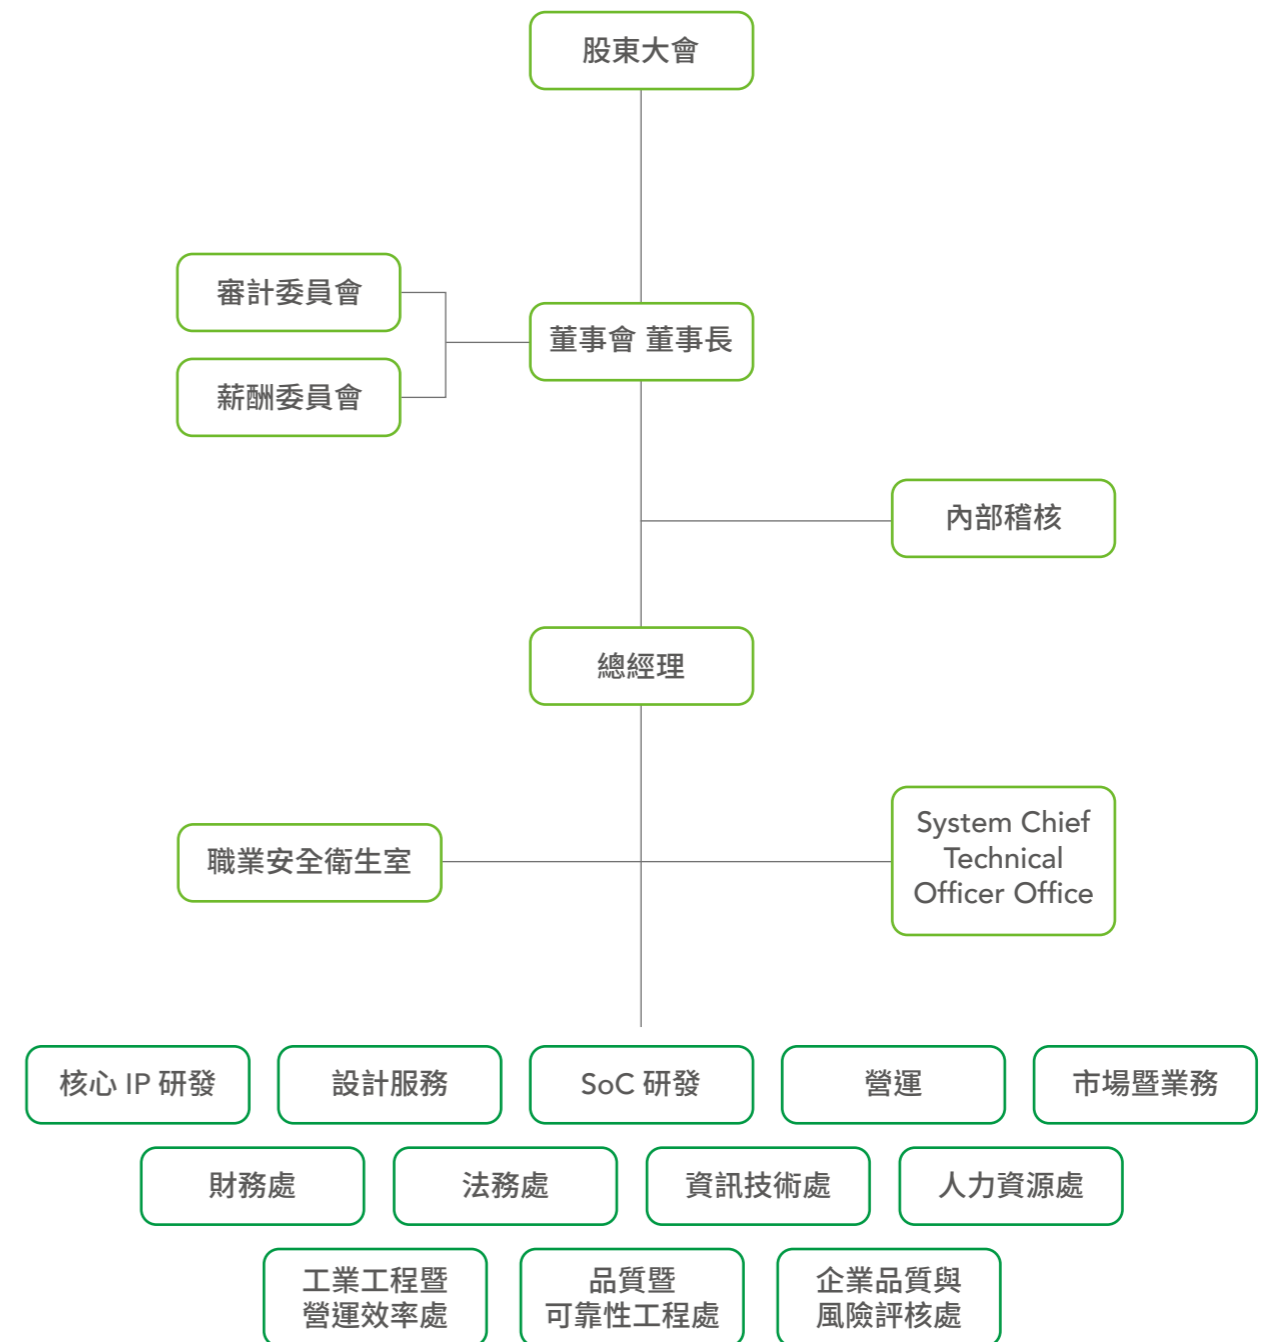 股東大會
審計委員會
董事會 董事長
薪酬委員會
內部稽核
總經理
職業安全衛生室
System Chief
Technical
Officer Office
核心 IP 研發
設計服務
SoC 研發
營運
市場暨業務
財務處
法務處
資訊技術處
人力資源處
工業工程暨
營運效率處
品質暨
可靠性工程處
企業品質與
風險評核處